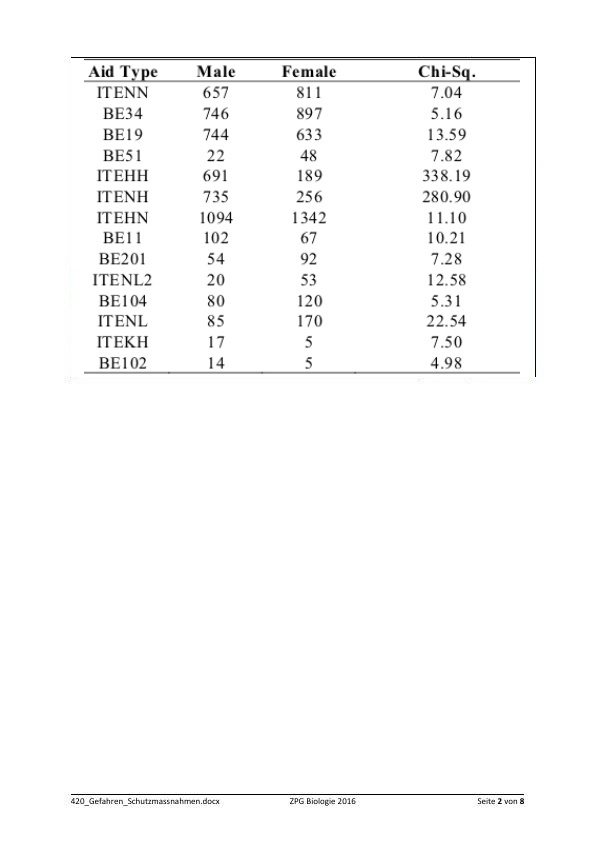 Aid Type Male Female Chi-Sq.
ITENN 657 811 7.04
BE34 746 897 5.16
BE19 744 633 13.59
BE51 22 48 7.82
ITEHH 691 189 338.19
ITENH 735 256 280.90
ITEHN 1094 1342 11.10
BE11 102 67 10.21
BE201 54 92 7.28
ITENL2 20 53 12.58
BE104 80 120 5.31
ITENL 85 170 22.54
ITEKH 17 5 7.50
BE102 14 5 4.98
420_Gefahren_Schutzmassnahmen.docx ZPG Biologie 2016 Seite 2 von 8